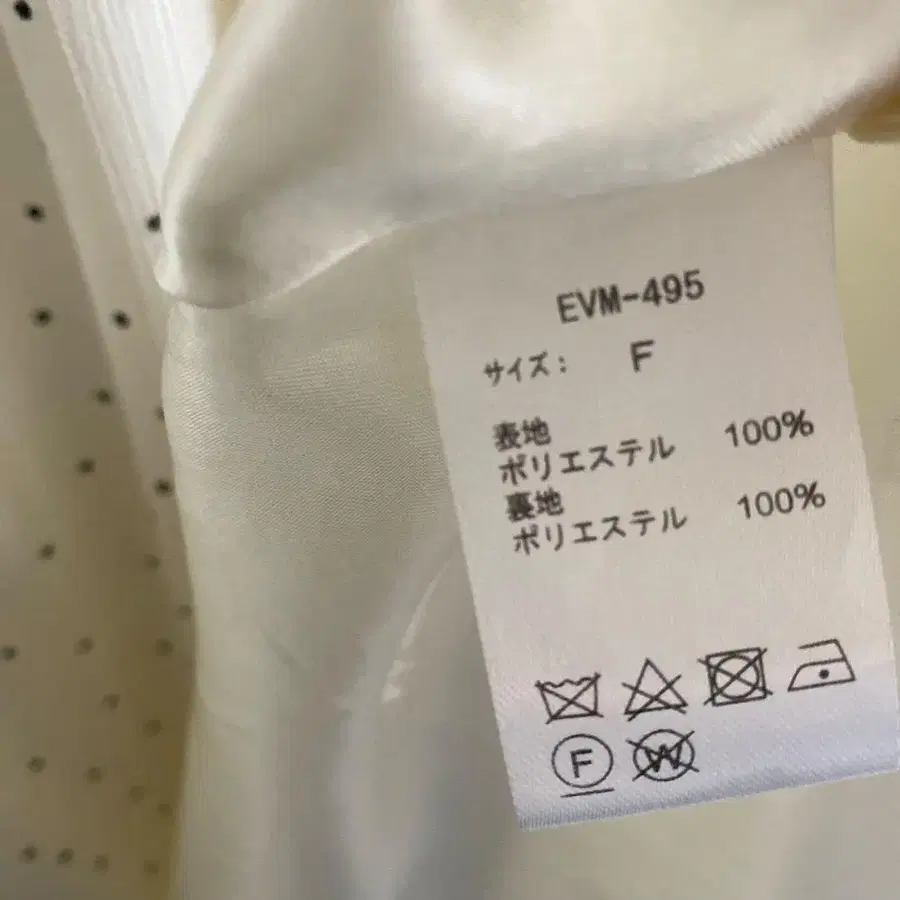 EVM-495
サイズ： F
表地
ポリエステル 100%
裏地
ポリエステル 100%
F W